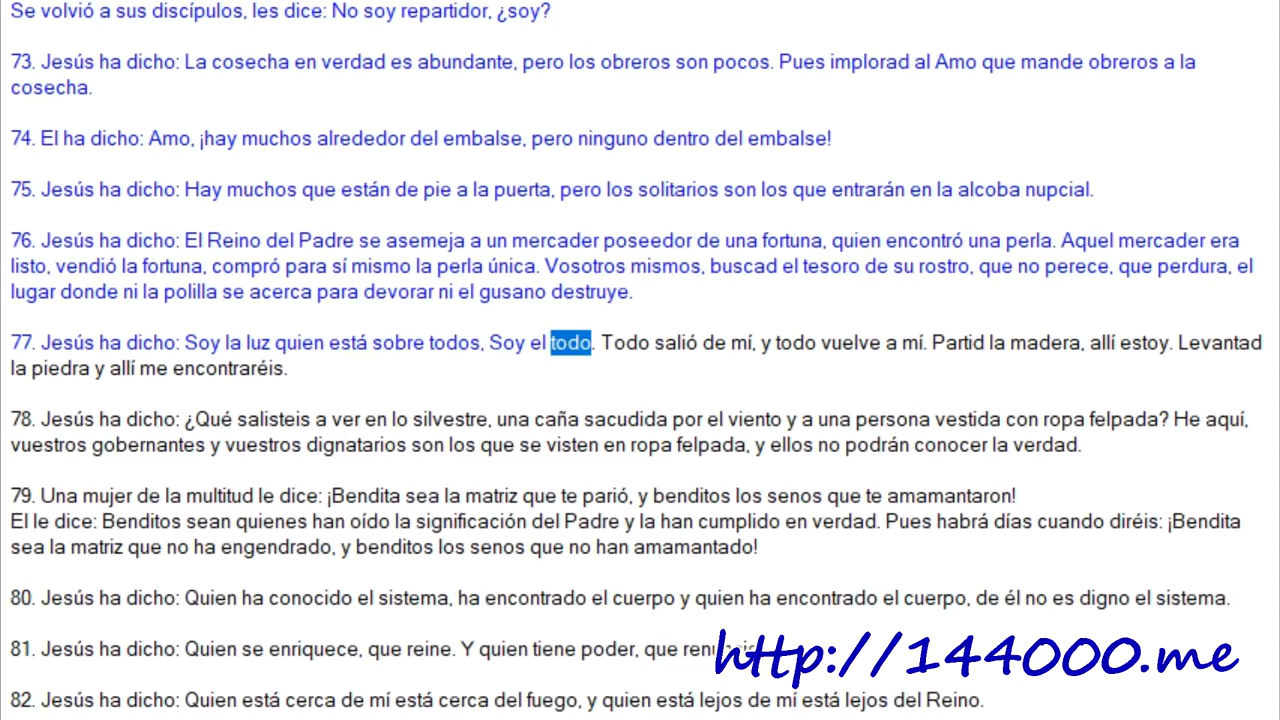 Se volvió a sus discípulos, les dice: No soy repartidor, ¿soy?
73. Jesús ha dicho: La cosecha en verdad es abundante, pero los obreros son pocos. Pues implorad al Amo que mande obreros a la
cosecha.
74. El ha dicho: Amo, ¡hay muchos alrededor del embalse, pero ninguno dentro del embalse!
75. Jesús ha dicho: Hay muchos que están de pie a la puerta, pero los solitarios son los que entrarán en la alcoba nupcial.
76. Jesús ha dicho: El Reino del Padre se asemeja a un mercader poseedor de una fortuna, quien encontró una perla. Aquel mercader era
listo, vendió la fortuna, compró para sí mismo la perla única. Vosotros mismos, buscad el tesoro de su rostro, que no perece, que perdura, el
lugar donde ni la polilla se acerca para devorar ni el gusano destruye.
77. Jesús ha dicho: Soy la luz quien está sobre todos, Soy el todo. Todo salió de mí, y todo vuelve a mí. Partid la madera, allí estoy. Levantad
la piedra y allí me encontraréis.
78. Jesús ha dicho: ¿Qué salisteis a ver en lo silvestre, una caña sacudida por el viento y a una persona vestida con ropa felpada? He aquí,
vuestros gobernantes y vuestros dignatarios son los que se visten en ropa felpada, y ellos no podrán conocer la verdad.
79. Una mujer de la multitud le dice: ¡Bendita sea la matriz que te parió, y benditos los senos que te amamantaron!
El le dice: Benditos sean quienes han oído la significación del Padre y la han cumplido en verdad. Pues habrá días cuando diréis: ¡Bendita
sea la matriz que no ha engendrado, y benditos los senos que no han amamantado!
80. Jesús ha dicho: Quien ha conocido el sistema, ha encontrado el cuerpo y quien ha encontrado el cuerpo, de él no es digno el sistema.
81. Jesús ha dicho: Quien se enriquece, que reine. Y quien tiene poder, que
http://144000.me
82. Jesús ha dicho: Quien está cerca de mí está cerca del fuego, y quien está lejos de mí está lejos del Reino.